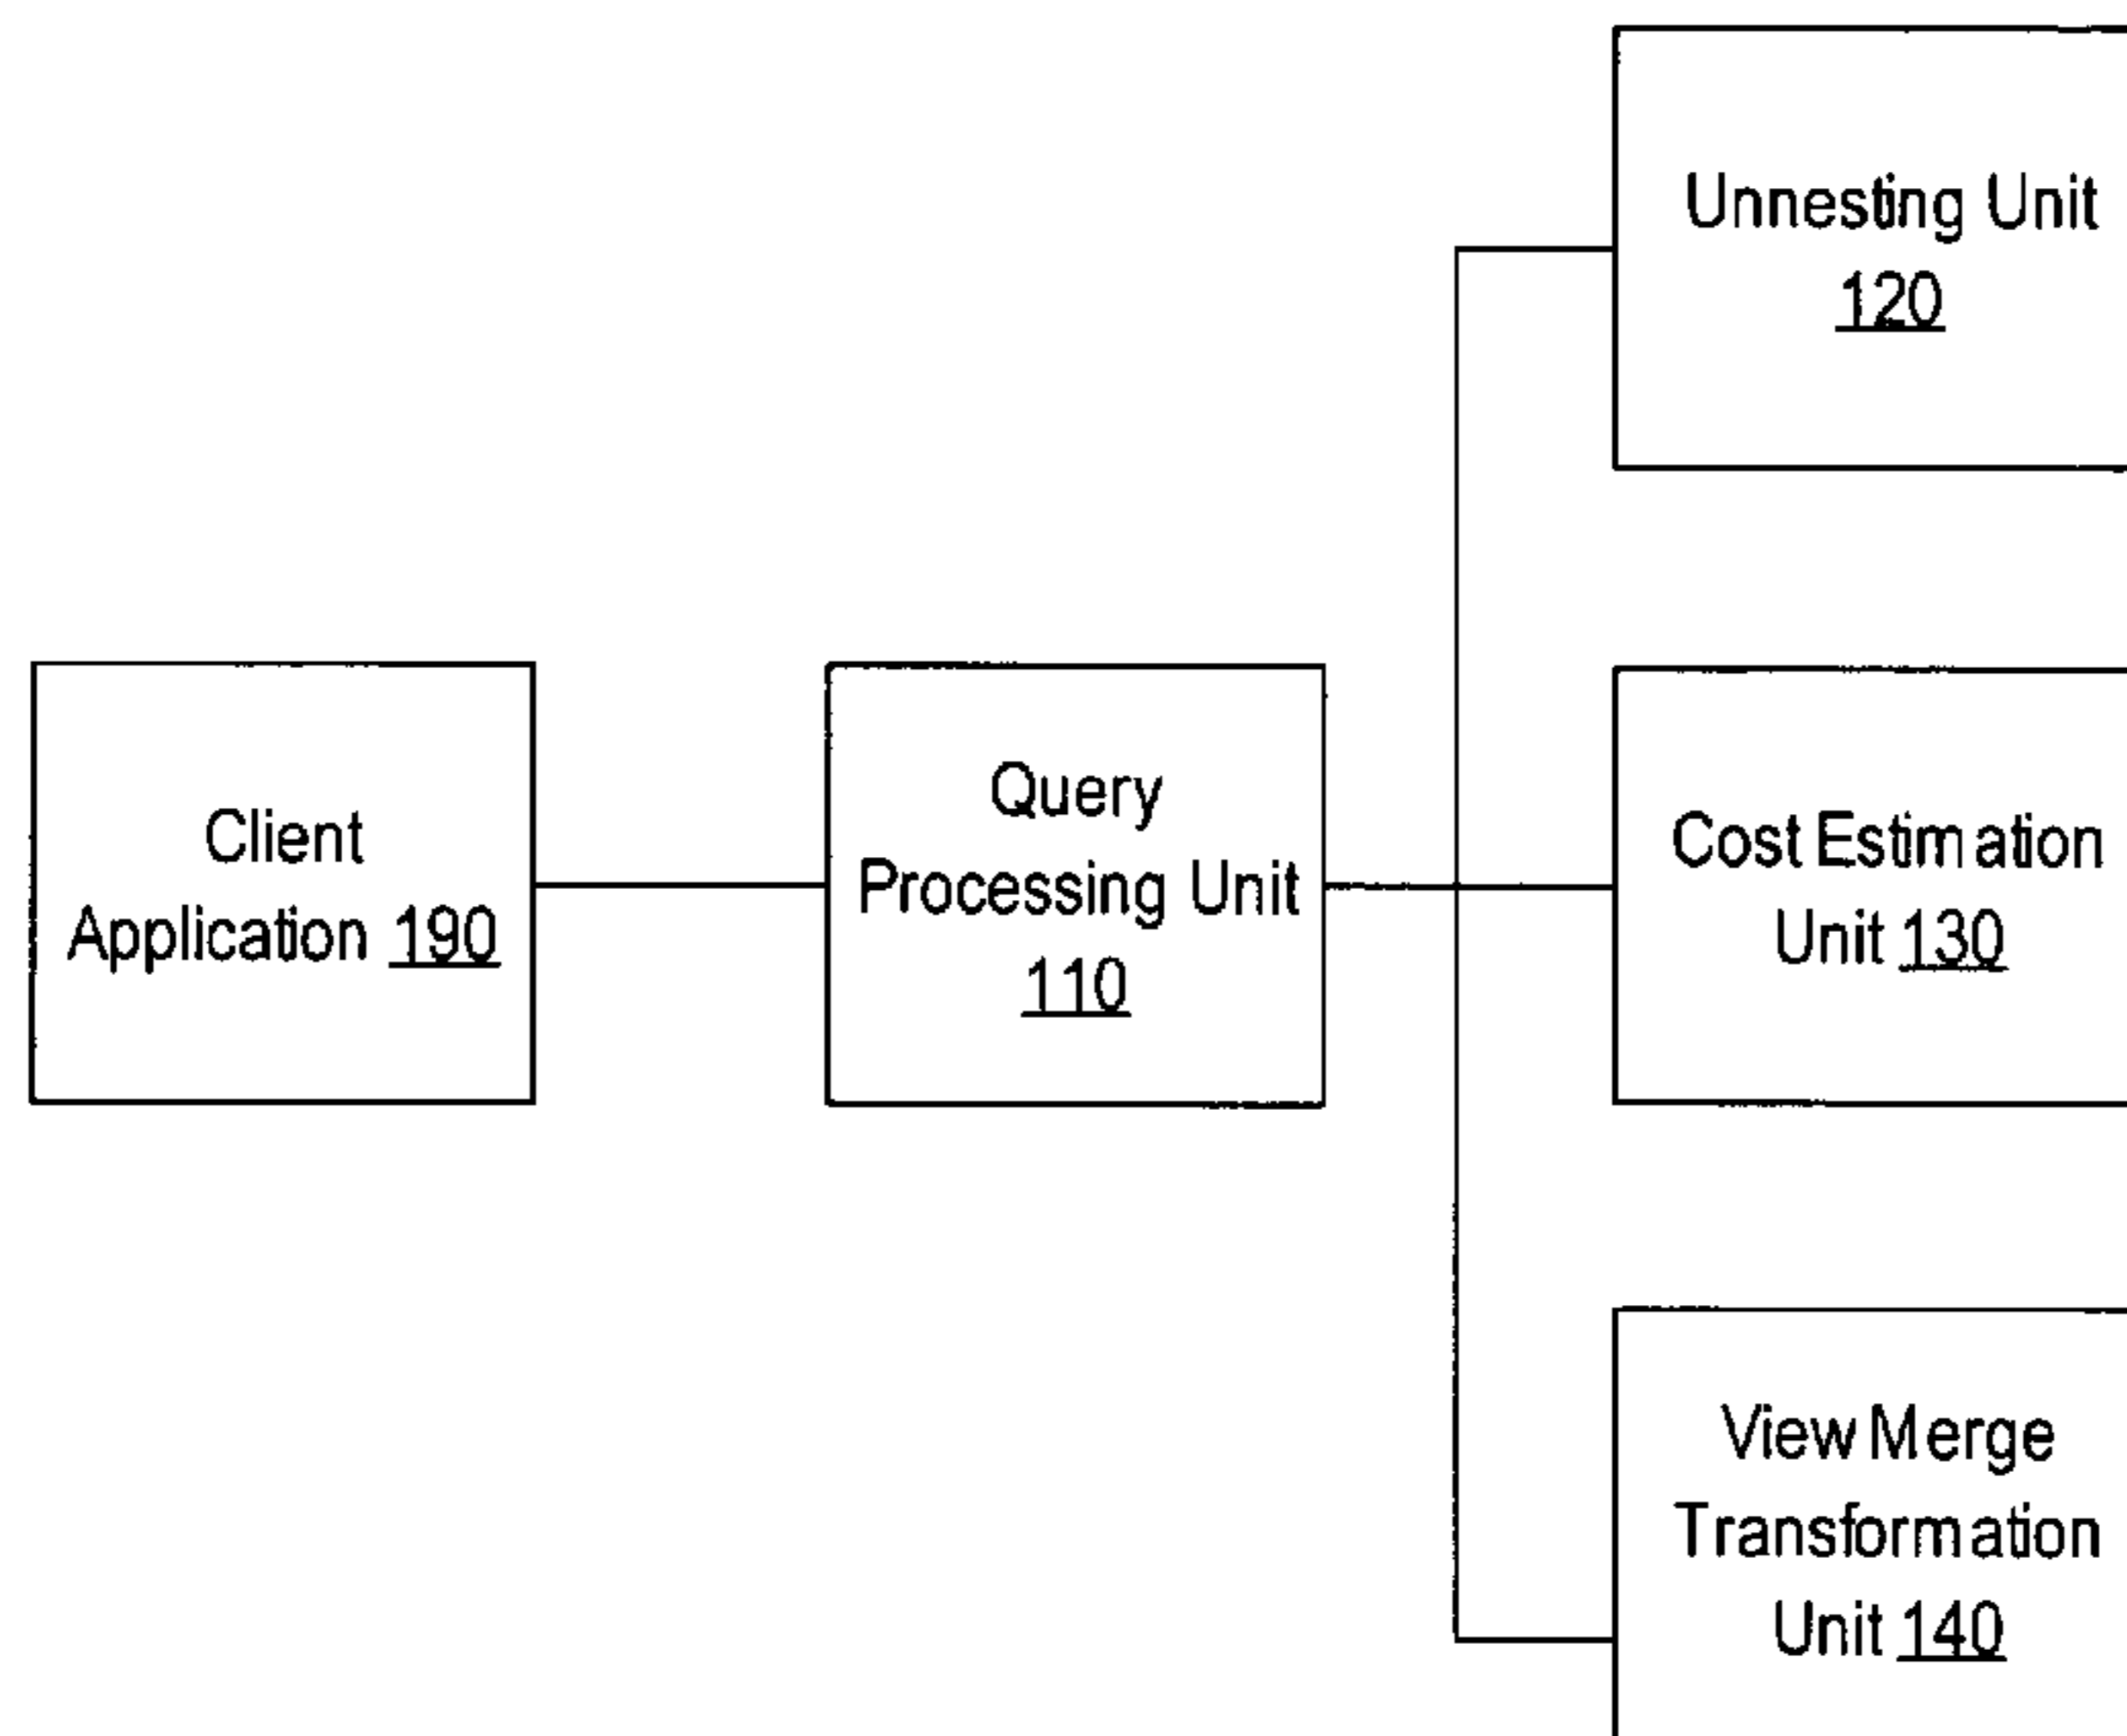 Unnesting Unit
120
Client
Application 190
Query
Processing Unit
110
Cost Estimation
Unit 130
View Merge
Transformation
Unit 140